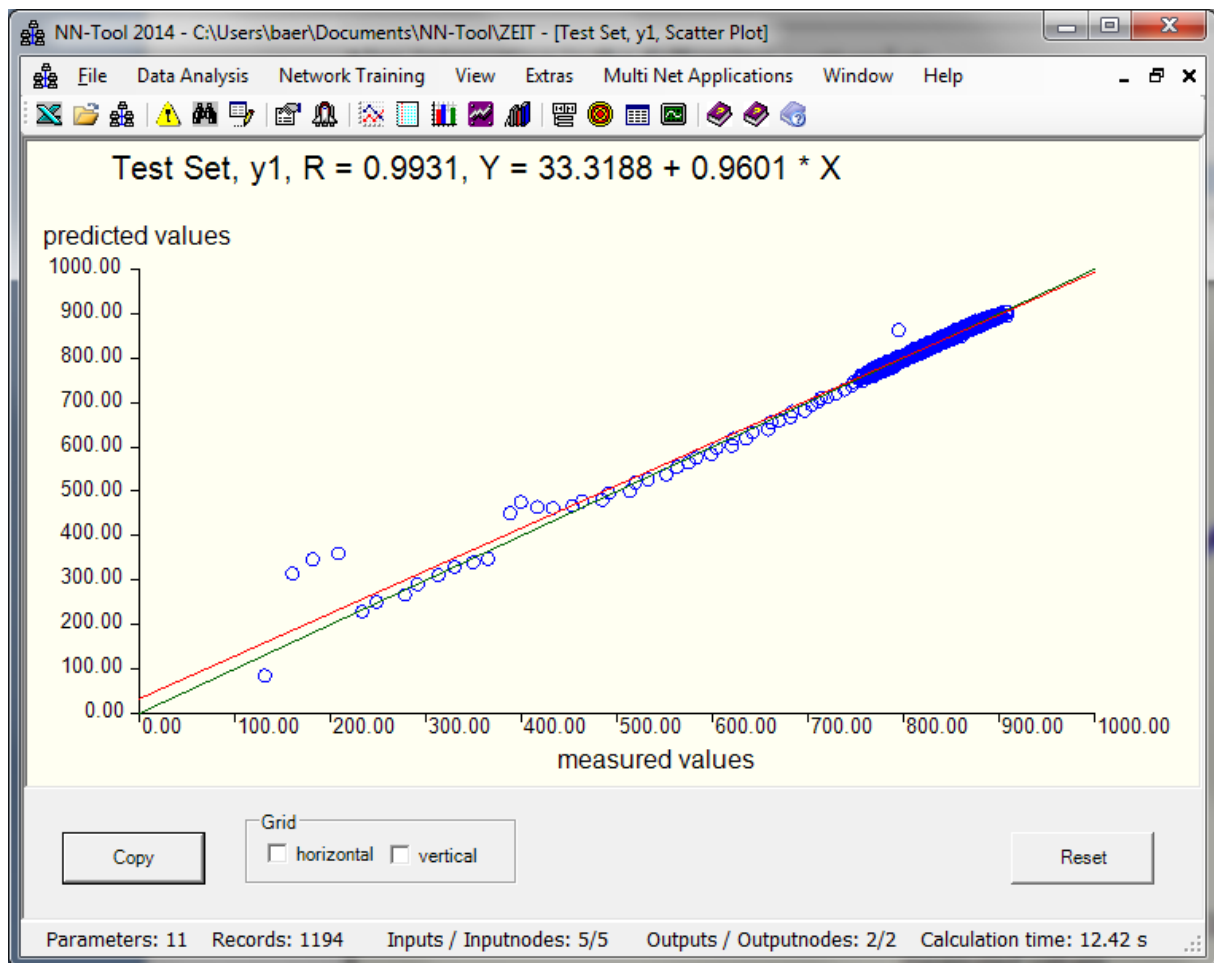 NN-Tool 2014 - C:\Users\baer\Documents\NN-Tool\ZEIT - [Test Set, y1, Scatter Plot]
File Data Analysis Network Training View Extras Multi Net Applications Window Help
Test Set, y1, R = 0.9931, Y = 33.3188 + 0.9601 * X
predicted values
1000.00
900.00
800.00
700.00
600.00
500.00
400.00
300.00
200.00
100.00
0.00
0.00 100.00 200.00 300.00 400.00 500.00 600.00 700.00 800.00 900.00 1000.00
measured values
Grid
Copy horizontal vertical Reset
Parameters: 11 Records: 1194 Inputs / Inputnodes: 5/5 Outputs / Outputnodes: 2/2 Calculation time: 12.42 s